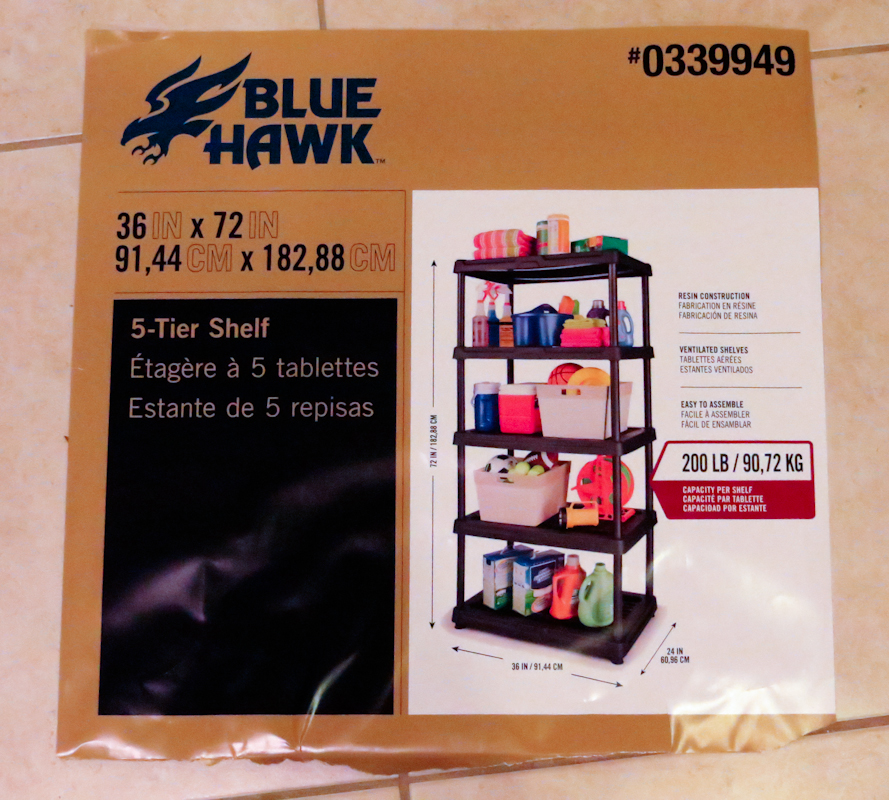 BLUE
HAWK™
#0339949
36 IN x 72 IN
91,44 CM x 182,88 CM
5-Tier Shelf
Étagère à 5 tablettes
Estante de 5 repisas
72 IN / 182,88 CM
36 IN / 91,44 CM
24 IN
60,96 CM
RESIN CONSTRUCTION
FABRICATION EN RÉSINE
FABRICACIÓN DE RESINA
VENTILATED SHELVES
TABLETTES AÉRÉES
ESTANTES VENTILADOS
EASY TO ASSEMBLE
FACILE À ASSEMBLER
FÁCIL DE ENSAMBLAR
200 LB / 90,72 KG
CAPACITY PER SHELF
CAPACITÉ PAR TABLETTE
CAPACIDAD POR ESTANTE